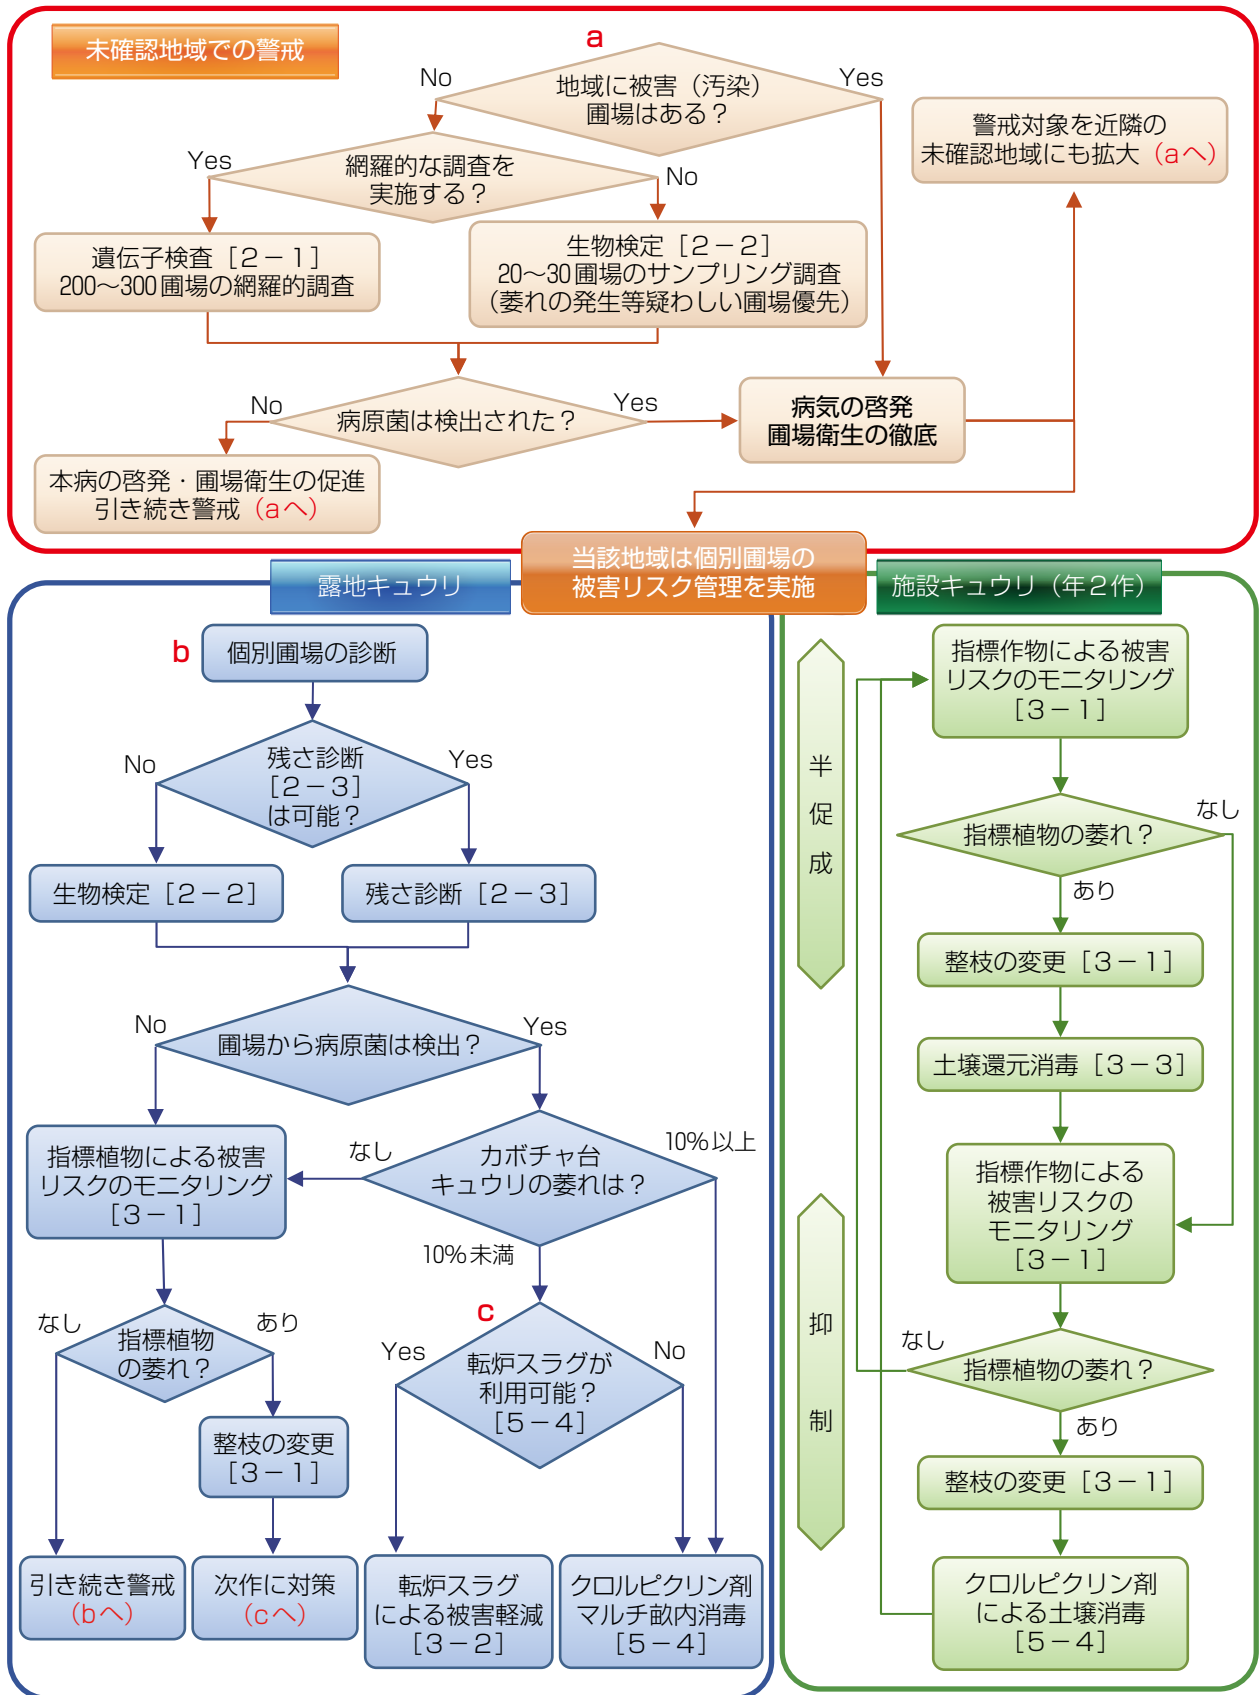 未確認地域での警戒
a
地域に被害（汚染）
圃場はある？
No
Yes
網羅的な調査を
実施する？
Yes
No
警戒対象を近隣の
未確認地域にも拡大（aへ）
遺伝子検査［2－1］
200～300圃場の網羅的調査
生物検定［2－2］
20～30圃場のサンプリング調査
（萎れの発生等疑わしい圃場優先）
病原菌は検出された？
No
Yes
病気の啓発
圃場衛生の徹底
本病の啓発・圃場衛生の促進
引き続き警戒（aへ）
当該地域は個別圃場の
被害リスク管理を実施
露地キュウリ
b
個別圃場の診断
残さ診断
［2－3］
は可能？
No
Yes
生物検定［2－2］
残さ診断［2－3］
圃場から病原菌は検出？
No
Yes
指標植物による被害
リスクのモニタリング
［3－1］
カボチャ台
キュウリの萎れは？
なし
10%以上
10%未満
指標植物
の萎れ？
なし
あり
c
転炉スラグが
利用可能？
［5－4］
Yes
No
整枝の変更
［3－1］
引き続き警戒
（bへ）
次作に対策
（cへ）
転炉スラグ
による被害軽減
［3－2］
クロルピクリン剤
マルチ畝内消毒
［5－4］
施設キュウリ（年2作）
半促成
指標作物による被害
リスクのモニタリング
［3－1］
指標植物の萎れ？
なし
あり
整枝の変更［3－1］
土壌還元消毒［3－3］
抑制
指標作物による
被害リスクの
モニタリング
［3－1］
指標植物の萎れ？
なし
あり
整枝の変更［3－1］
クロルピクリン剤
による土壌消毒
［5－4］